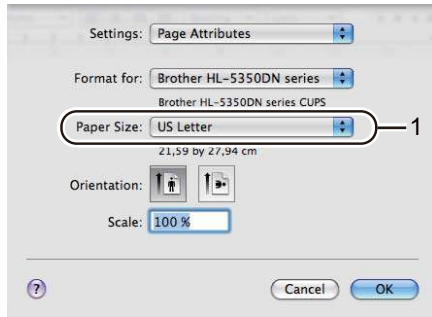 Settings: Page Attributes
Format for: Brother HL-5350DN series
Brother HL-5350DN series CUPS
Paper Size: US Letter 1
21,59 by 27,94 cm
Orientation:
Scale: 100 %
? Cancel OK